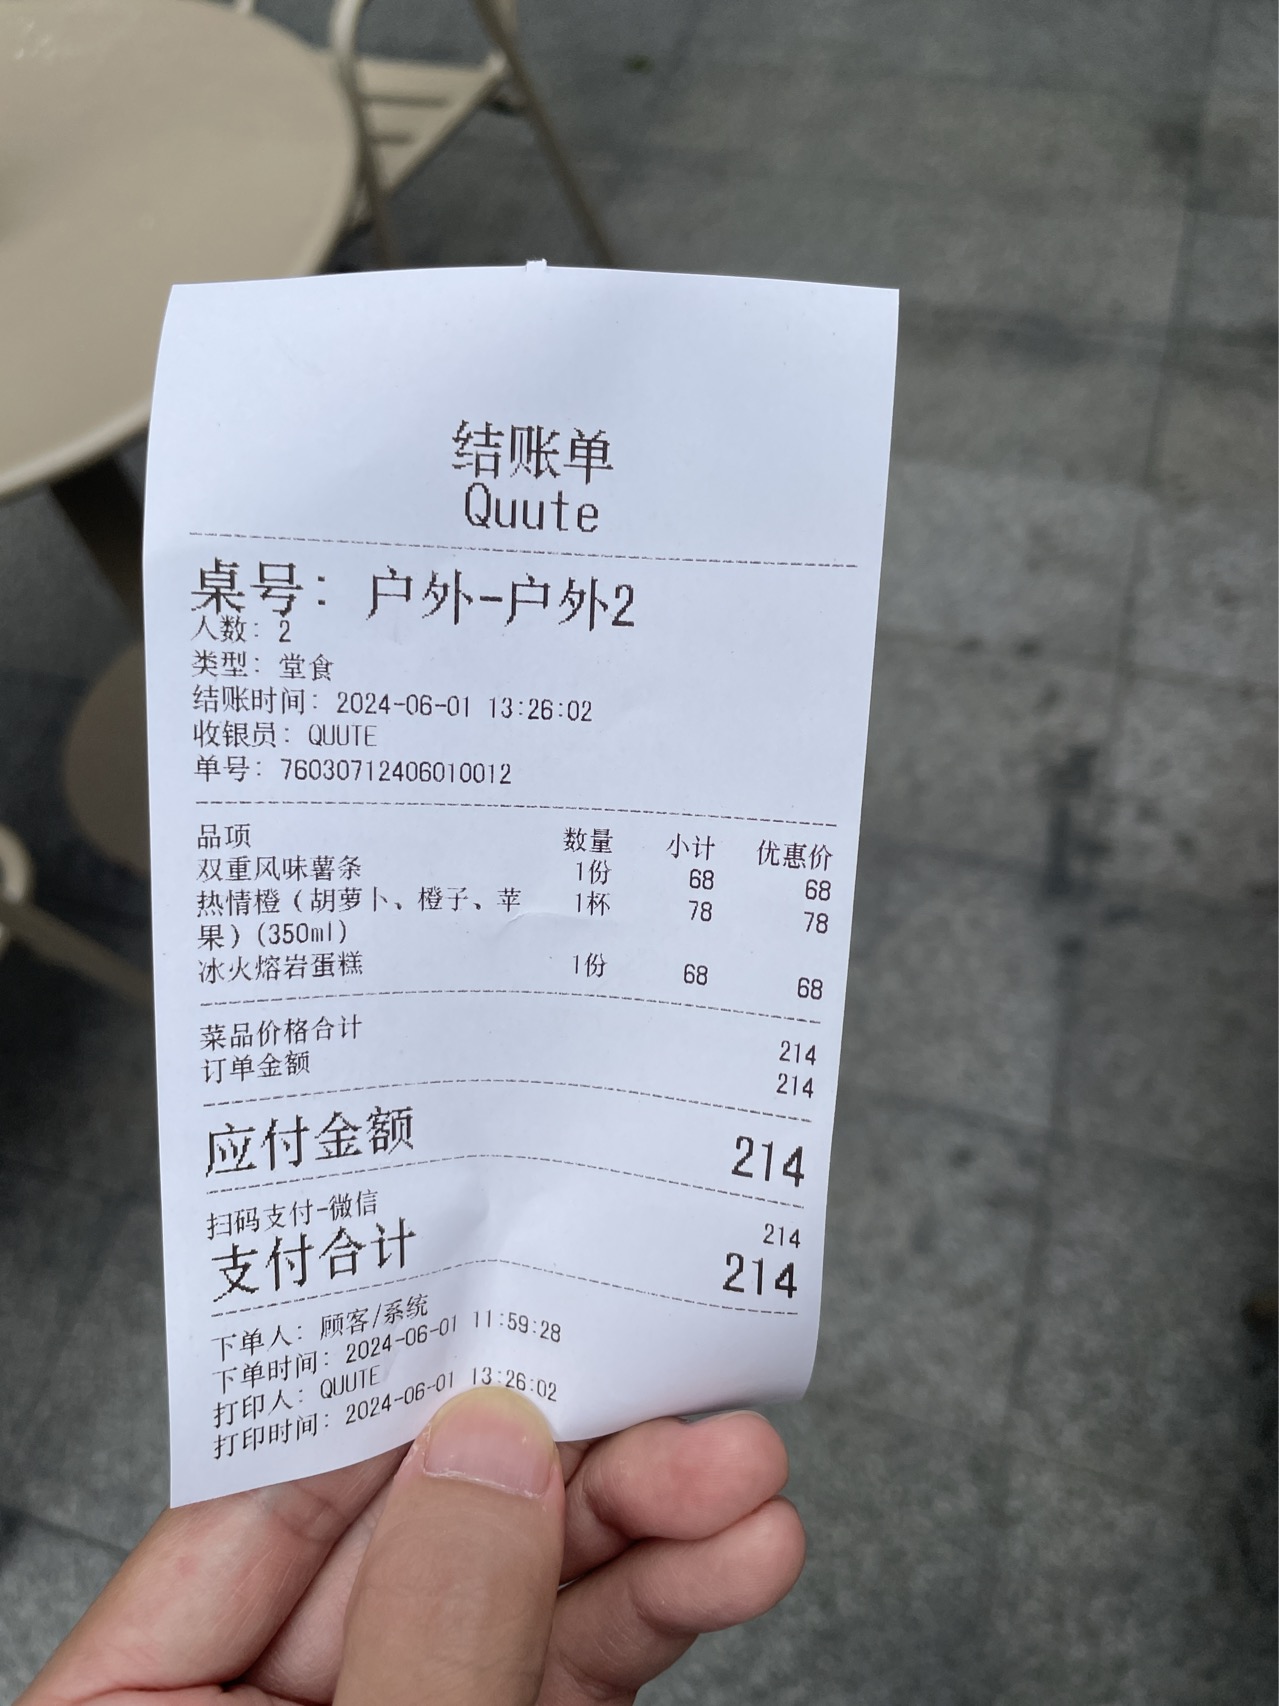 结账单
Quute
桌号: 户外-户外2
人数: 2
类型: 堂食
结账时间: 2024-06-01 13:26:02
收银员: QUUTE
单号: 76030712406010012
品项 数量 小计 优惠价
双重风味薯条 1份 68 68
热情橙(胡萝卜、橙子、苹 1杯 78 78
果)(350ml)
冰火熔岩蛋糕 1份 68 68
菜品价格合计 214
订单金额 214
应付金额 214
扫码支付-微信 214
支付合计 214
下单人: 顾客/系统
下单时间: 2024-06-01 11:59:28
打印人: QUUTE
打印时间: 2024-06-01 13:26:02